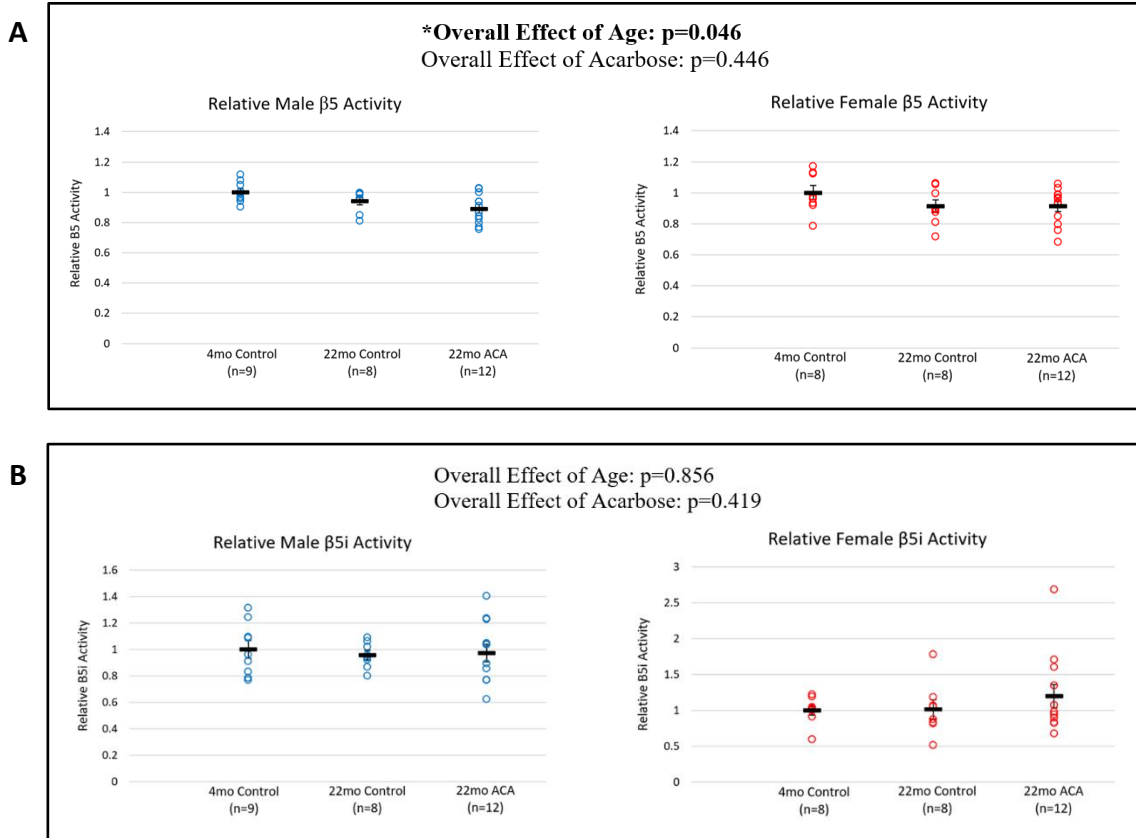 A
*Overall Effect of Age: p=0.046
Overall Effect of Acarbose: p=0.446
Relative Male β5 Activity
1.4
1.2
1
0.8
0.6
0.4
0.2
0
Relative B5 Activity
4mo Control
(n=9)
22mo Control
(n=8)
22mo ACA
(n=12)
Relative Female β5 Activity
1.4
1.2
1
0.8
0.6
0.4
0.2
0
Relative B5 Activity
4mo Control
(n=8)
22mo Control
(n=8)
22mo ACA
(n=12)
B
Overall Effect of Age: p=0.856
Overall Effect of Acarbose: p=0.419
Relative Male β5i Activity
1.6
1.4
1.2
1
0.8
0.6
0.4
0.2
0
Relative B5i Activity
4mo Control
(n=9)
22mo Control
(n=8)
22mo ACA
(n=12)
Relative Female β5i Activity
3
2.5
2
1.5
1
0.5
0
Relative B5i Activity
4mo Control
(n=8)
22mo Control
(n=8)
22mo ACA
(n=12)